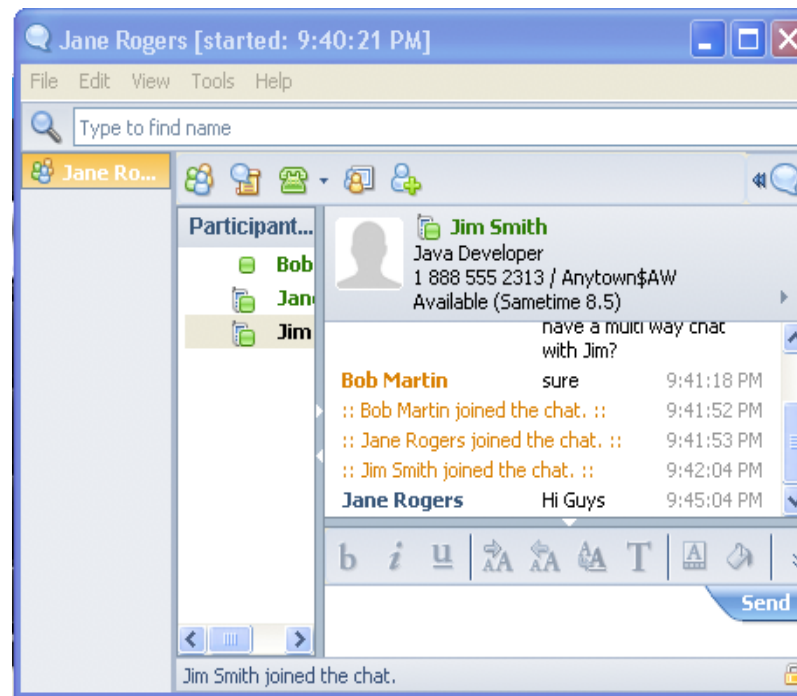 Jane Rogers [started: 9:40:21 PM]
File Edit View Tools Help
Type to find name
Jane Ro...
Participant...
Bob
Jan
Jim
Jim Smith
Java Developer
1 888 555 2313 / Anytown$AW
Available (Sametime 8.5)
have a multi way chat
with Jim?
Bob Martin sure 9:41:18 PM
:: Bob Martin joined the chat. :: 9:41:52 PM
:: Jane Rogers joined the chat. :: 9:41:53 PM
:: Jim Smith joined the chat. :: 9:42:04 PM
Jane Rogers Hi Guys 9:45:04 PM
b i u AA AA AA T A
Send
Jim Smith joined the chat.